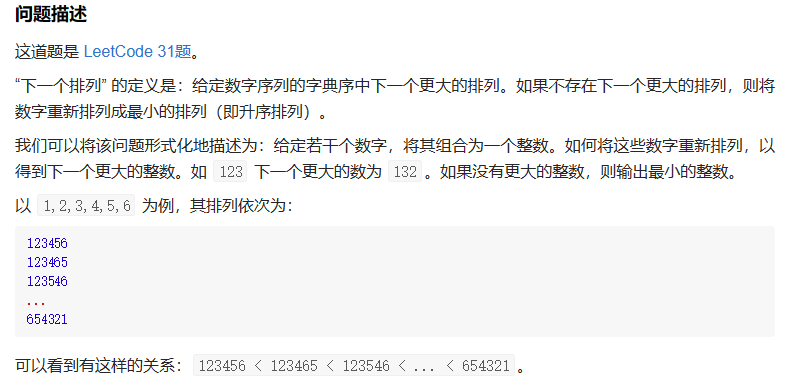 问题描述
这道题是 LeetCode 31题。
“下一个排列” 的定义是：给定数字序列的字典序中下一个更大的排列。如果不存在下一个更大的排列，则将
数字重新排列成最小的排列（即升序排列）。
我们可以将该问题形式化地描述为：给定若干个数字，将其组合为一个整数。如何将这些数字重新排列，以
得到下一个更大的整数。如 123 下一个更大的数为 132 。如果没有更大的整数，则输出最小的整数。
以 1,2,3,4,5,6 为例，其排列依次为：
123456
123465
123546
...
654321
可以看到有这样的关系：123456 < 123465 < 123546 < ... < 654321 。